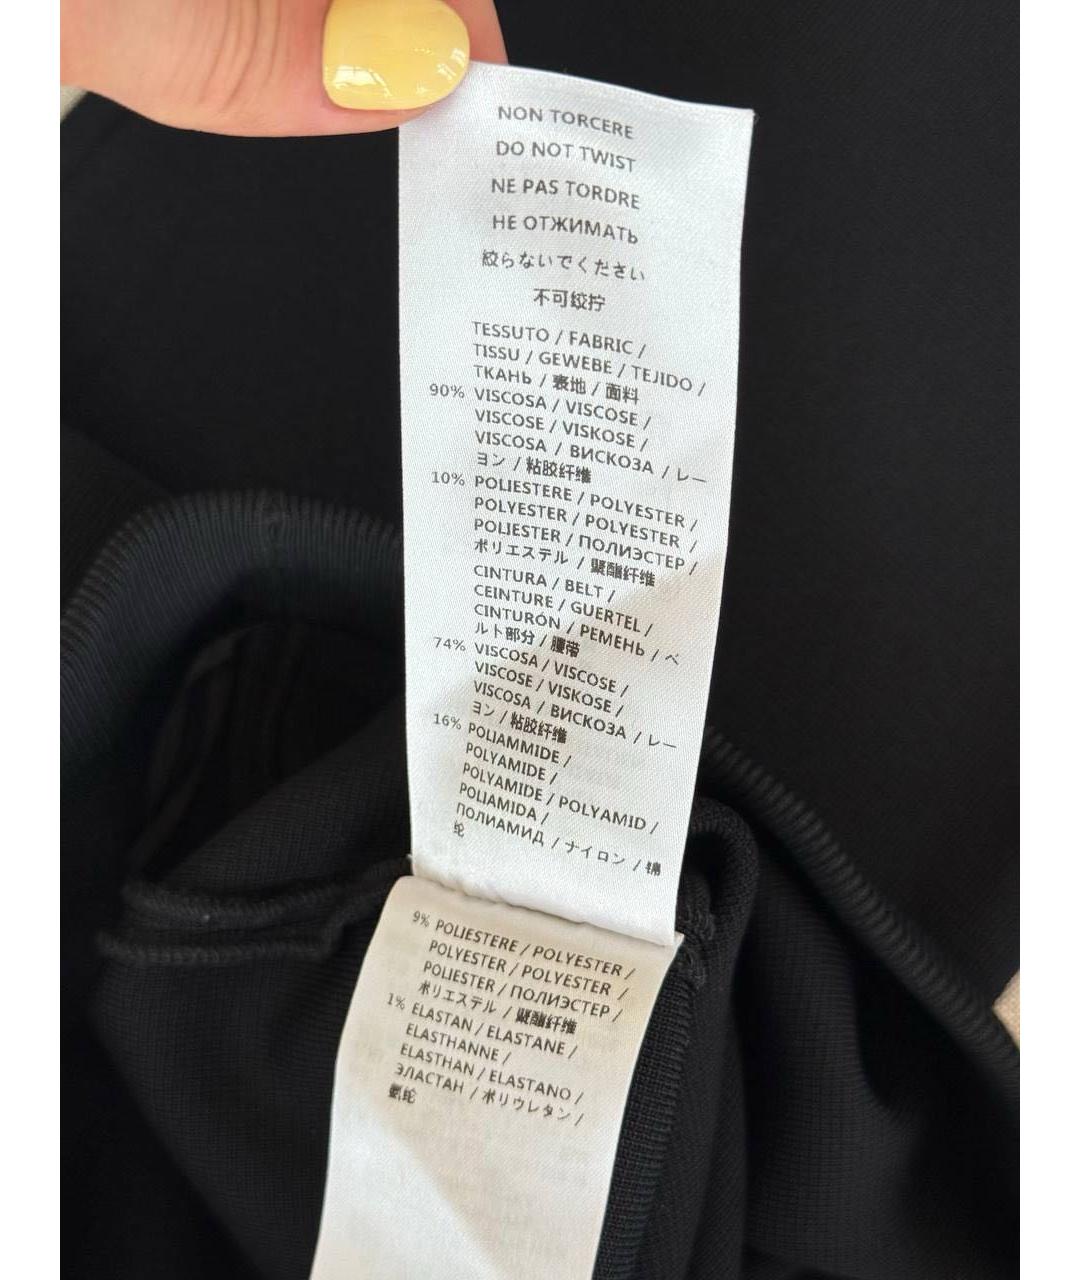 NON TORCERE
DO NOT TWIST
NE PAS TORDRE
НЕ ОТЖИМАТЬ
絞らないでください
不可绞拧
TESSUTO / FABRIC /
TISSU / GEWEBE / TEJIDO /
ТКАНЬ / 表地 / 面料
90% VISCOSA / VISCOSE /
VISCOSE / VISKOSE /
VISCOSA / ВИСКОЗА / レー
ヨン / 粘胶纤维
10% POLIESTERE / POLYESTER /
POLYESTER / POLYESTER /
POLIESTER / ПОЛИЭСТЕР /
ポリエステル / 聚酯纤维
CINTURA / BELT /
CEINTURE / GUERTEL /
CINTURÓN / РЕМЕНЬ / ベ
ルト部分 / 腰带
74% VISCOSA / VISCOSE /
VISCOSE / VISKOSE /
VISCOSA / ВИСКОЗА / レー
ヨン / 粘胶纤维
16% POLIAMMIDE /
POLYAMIDE /
POLYAMIDE / POLYAMID /
POLIAMIDA /
ПОЛИАМИД / ナイロン / 锦
纶
9% POLIESTERE / POLYESTER /
POLYESTER / POLYESTER /
POLIESTER / ПОЛИЭСТЕР /
ポリエステル / 聚酯纤维
1% ELASTAN / ELASTANE /
ELASTHANNE /
ELASTHAN / ELASTANO /
ЭЛАСТАН / ポリウレタン /
氨纶